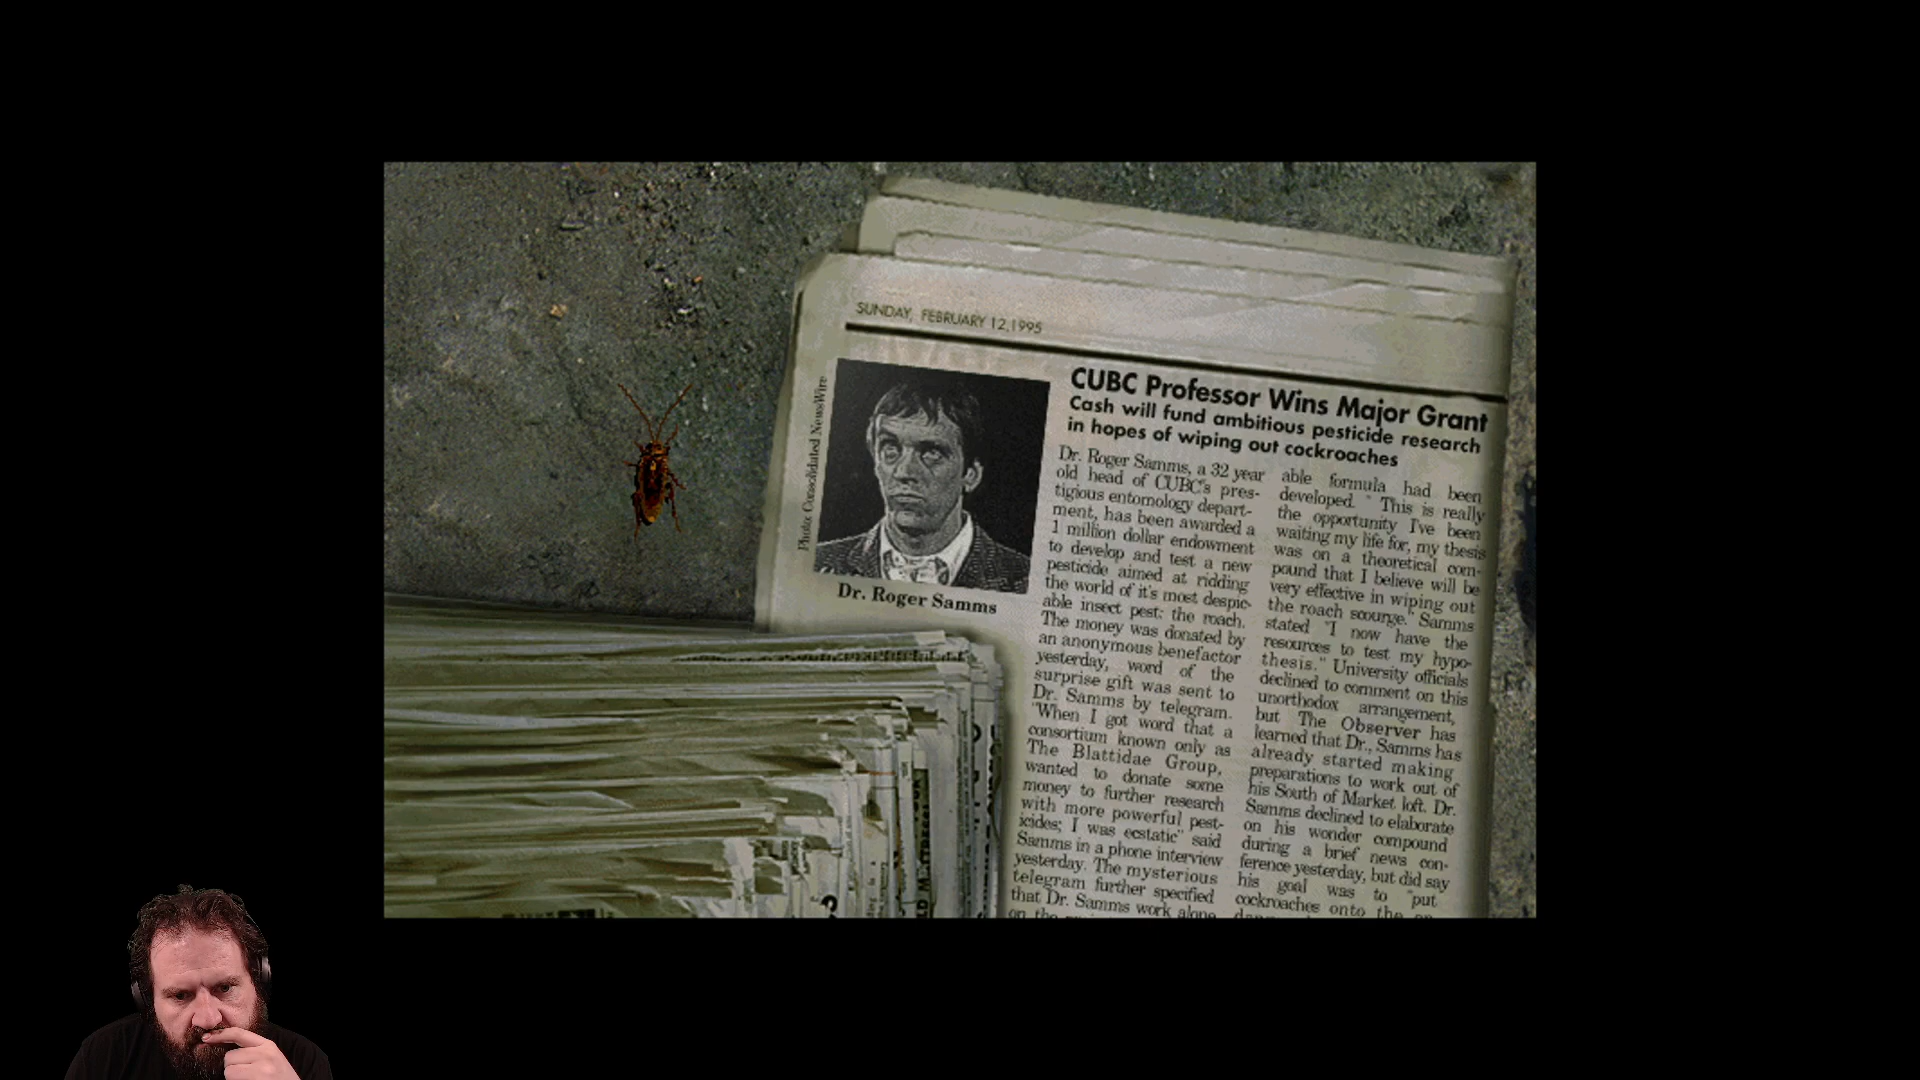 SUNDAY, FEBRUARY 12,1995
Photo Consolidated NewsWire
Dr. Roger Samms
CUBC Professor Wins Major Grant
Cash will fund ambitious pesticide research
in hopes of wiping out cockroaches
Dr. Roger Samms, a 32 year
old head of CUBC's pres-
tigious entomology depart-
ment, has been awarded a
1 million dollar endowment
to develop and test a new
pesticide aimed at ridding
the world of it's most despic-
able insect pest: the roach.
The money was donated by
an anonymous benefactor
yesterday, word of the
surprise gift was sent to
Dr. Samms by telegram.
"When I got word that a
consortium known only as
The Blattidae Group,
wanted to donate some
money to further research
with more powerful pest-
icides; I was ecstatic" said
Samms in a phone interview
yesterday. The mysterious
telegram further specified
that Dr. Samms work alone
on the
able formula had been
developed. " This is really
the opportunity I've been
waiting my life for, my thesis
was on a theoretical com-
pound that I believe will be
very effective in wiping out
the roach scourge." Samms
stated "I now have the
resources to test my hypo-
thesis." University officials
declined to comment on this
unorthodox arrangement,
but The Observer has
learned that Dr., Samms has
already started making
preparations to work out of
his South of Market loft. Dr.
Samms declined to elaborate
on his wonder compound
during a brief news con-
ference yesterday, but did say
his goal was to "put
cockroaches onto the